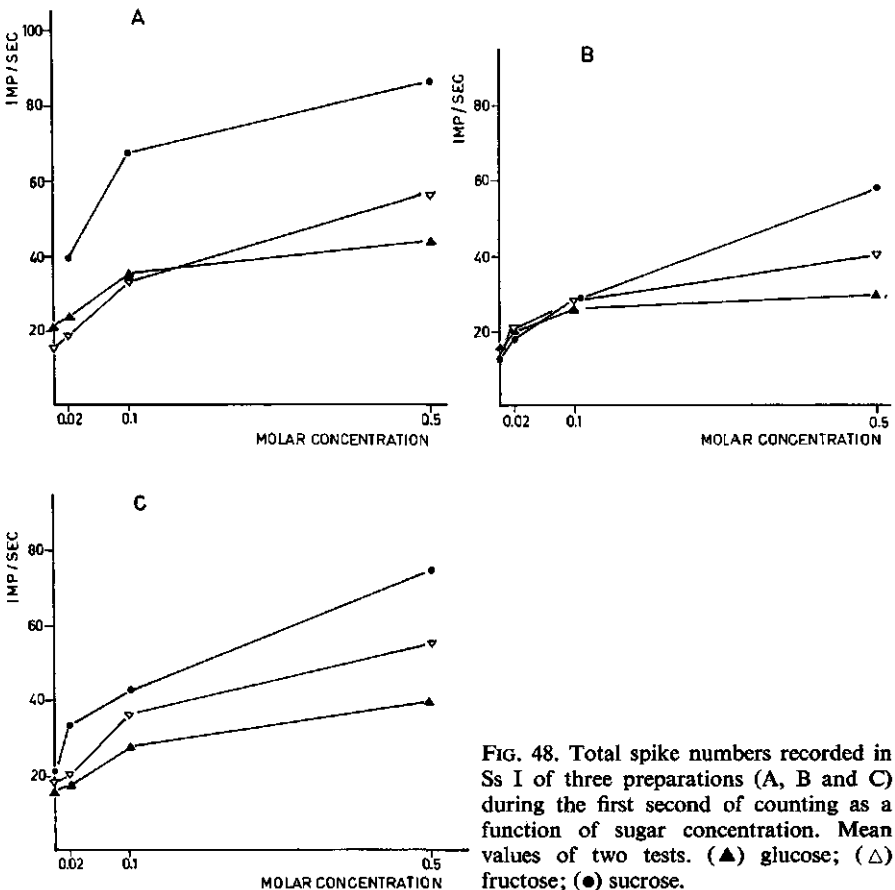 A
IMP/SEC
100
80
60
40
20
0.02 0.1 0.5
MOLAR CONCENTRATION
B
IMP/SEC
80
60
40
20
0.02 0.1 0.5
MOLAR CONCENTRATION
C
IMP/SEC
80
60
40
20
0.02 0.1 0.5
MOLAR CONCENTRATION
FIG. 48. Total spike numbers recorded in
Ss I of three preparations (A, B and C)
during the first second of counting as a
function of sugar concentration. Mean
values of two tests. (▲) glucose; (△)
fructose; (●) sucrose.